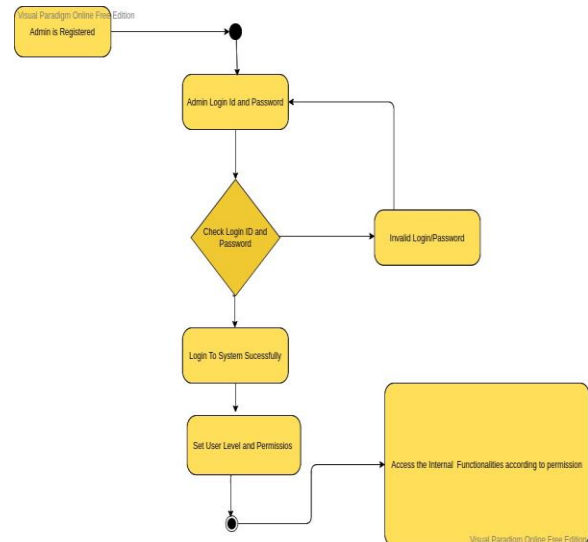 Visual Paradigm Online Free Edition
Admin is Registered
Admin Login Id and Password
Check Login ID and
Password
Invalid Login/Password
Login To System Sucessfully
Set User Level and Permissios
Access the Internal Functionalities according to permission
Visual Paradigm Online Free Edition